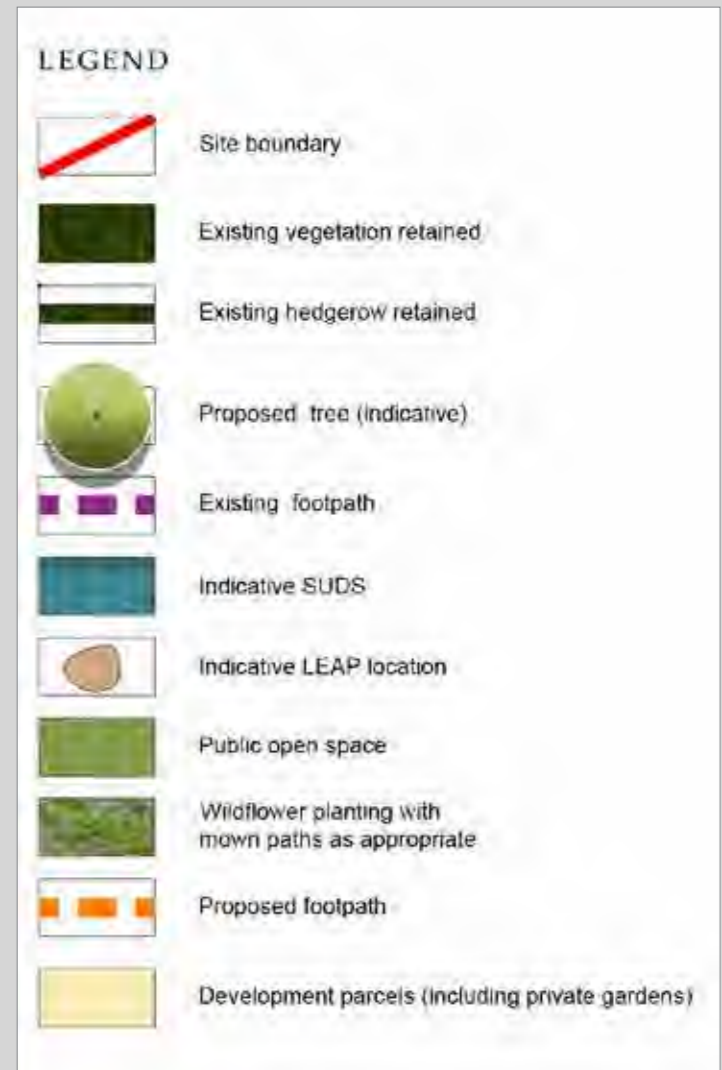 LEGEND
Site boundary
Existing vegetation retained
Existing hedgerow retained
Proposed tree (indicative)
Existing footpath
Indicative SUDS
Indicative LEAP location
Public open space
Wildflower planting with
mown paths as appropriate
Proposed footpath
Development parcels (including private gardens)